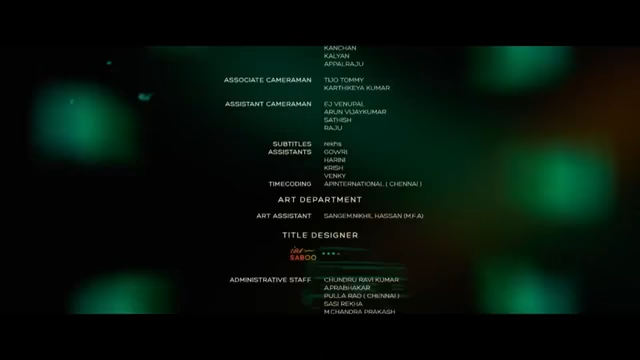 KANCHAN
KALYAN
APPALRAJU
ASSOCIATE CAMERAMAN TIJO TOMMY
KARTHIKEYA KUMAR
ASSISTANT CAMERAMAN EJ VENUPAL
ARUN VIJAYKUMAR
SATHISH
RAJU
SUBTITLES rekhs
ASSISTANTS GOWRI
HARINI
KRISH
VENKY
TIMECODING APINTERNATIONAL ( CHENNAI )
ART DEPARTMENT
ART ASSISTANT SANGEM.NIKHIL HASSAN (M.F.A)
TITLE DESIGNER
SABOO
ADMINISTRATIVE STAFF CHUNDRU RAVI KUMAR
A.PRABHAKAR
PULLA RAO ( CHENNAI )
SASI REKHA
M.CHANDRA PRAKASH